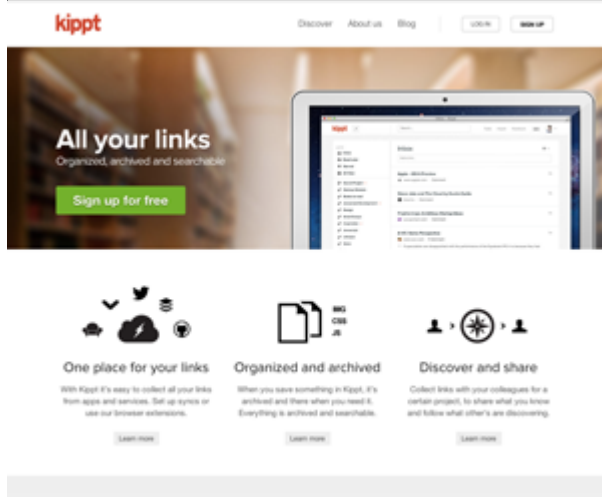 kippt
Discover About us Blog LOG IN SIGN UP
All your links
Organized, archived and searchable
Sign up for free
kippt
IMG
CSS
JS
One place for your links
With Kippt it's easy to collect all your links
from apps and services. Set up syncs or
use our browser extensions.
Learn more
Organized and archived
When you save something in Kippt, it's
archived and there when you need it.
Everything is archived and searchable.
Learn more
Discover and share
Collect links with your colleagues for a
certain project, to share what you know
and follow what other's are discovering.
Learn more